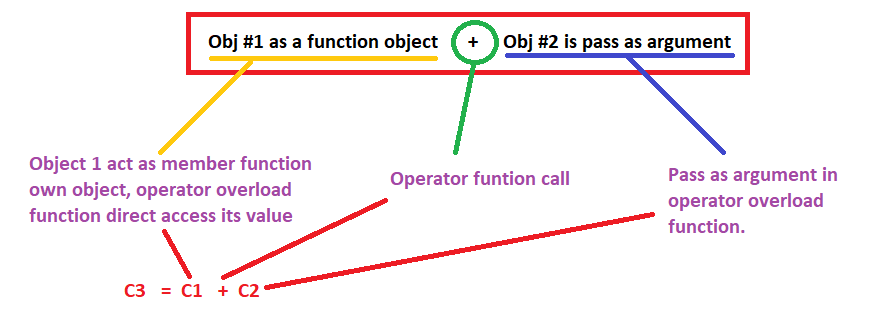 Obj #1 as a function object + Obj #2 is pass as argument
Object 1 act as member function
own object, operator overload
function direct access its value
Operator funtion call
Pass as argument in
operator overload
function.
C3 = C1 + C2